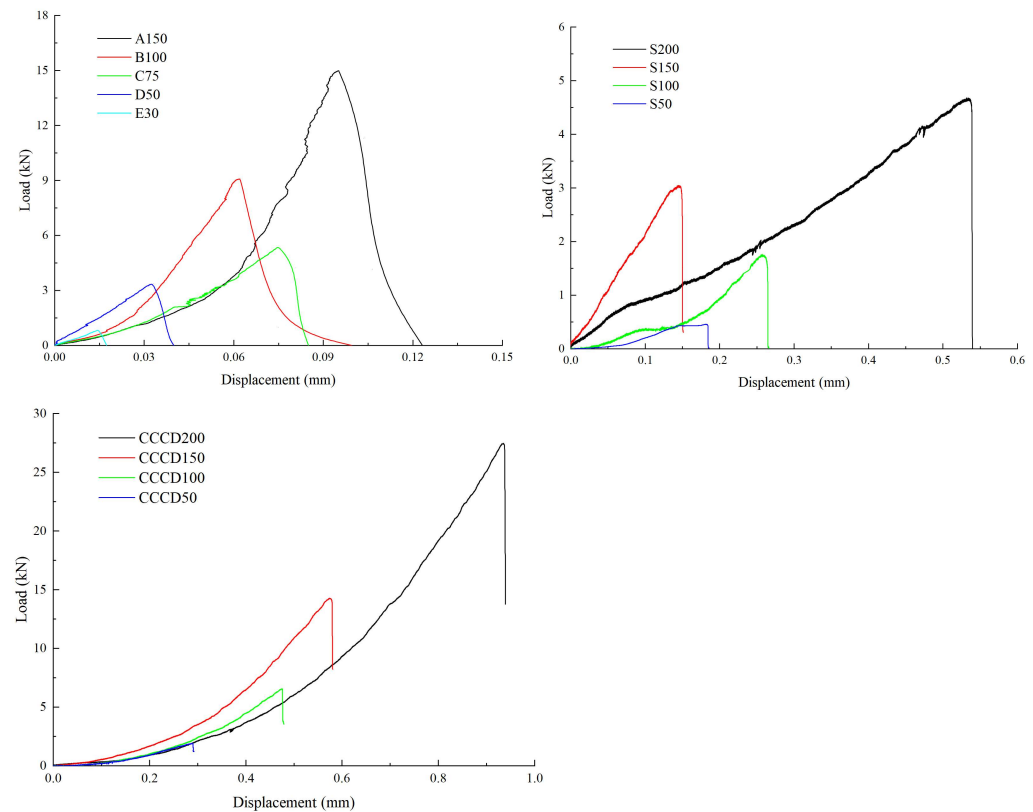 18
15
12
9
6
3
0
Load (kN)
A150
B100
C75
D50
E30
0.00
0.03
0.06
0.09
0.12
0.15
Displacement (mm)
6
5
4
3
2
1
0
Load (kN)
S200
S150
S100
S50
0.0
0.1
0.2
0.3
0.4
0.5
0.6
Displacement (mm)
30
25
20
15
10
5
0
Load (kN)
CCCD200
CCCD150
CCCD100
CCCD50
0.0
0.2
0.4
0.6
0.8
1.0
Displacement (mm)